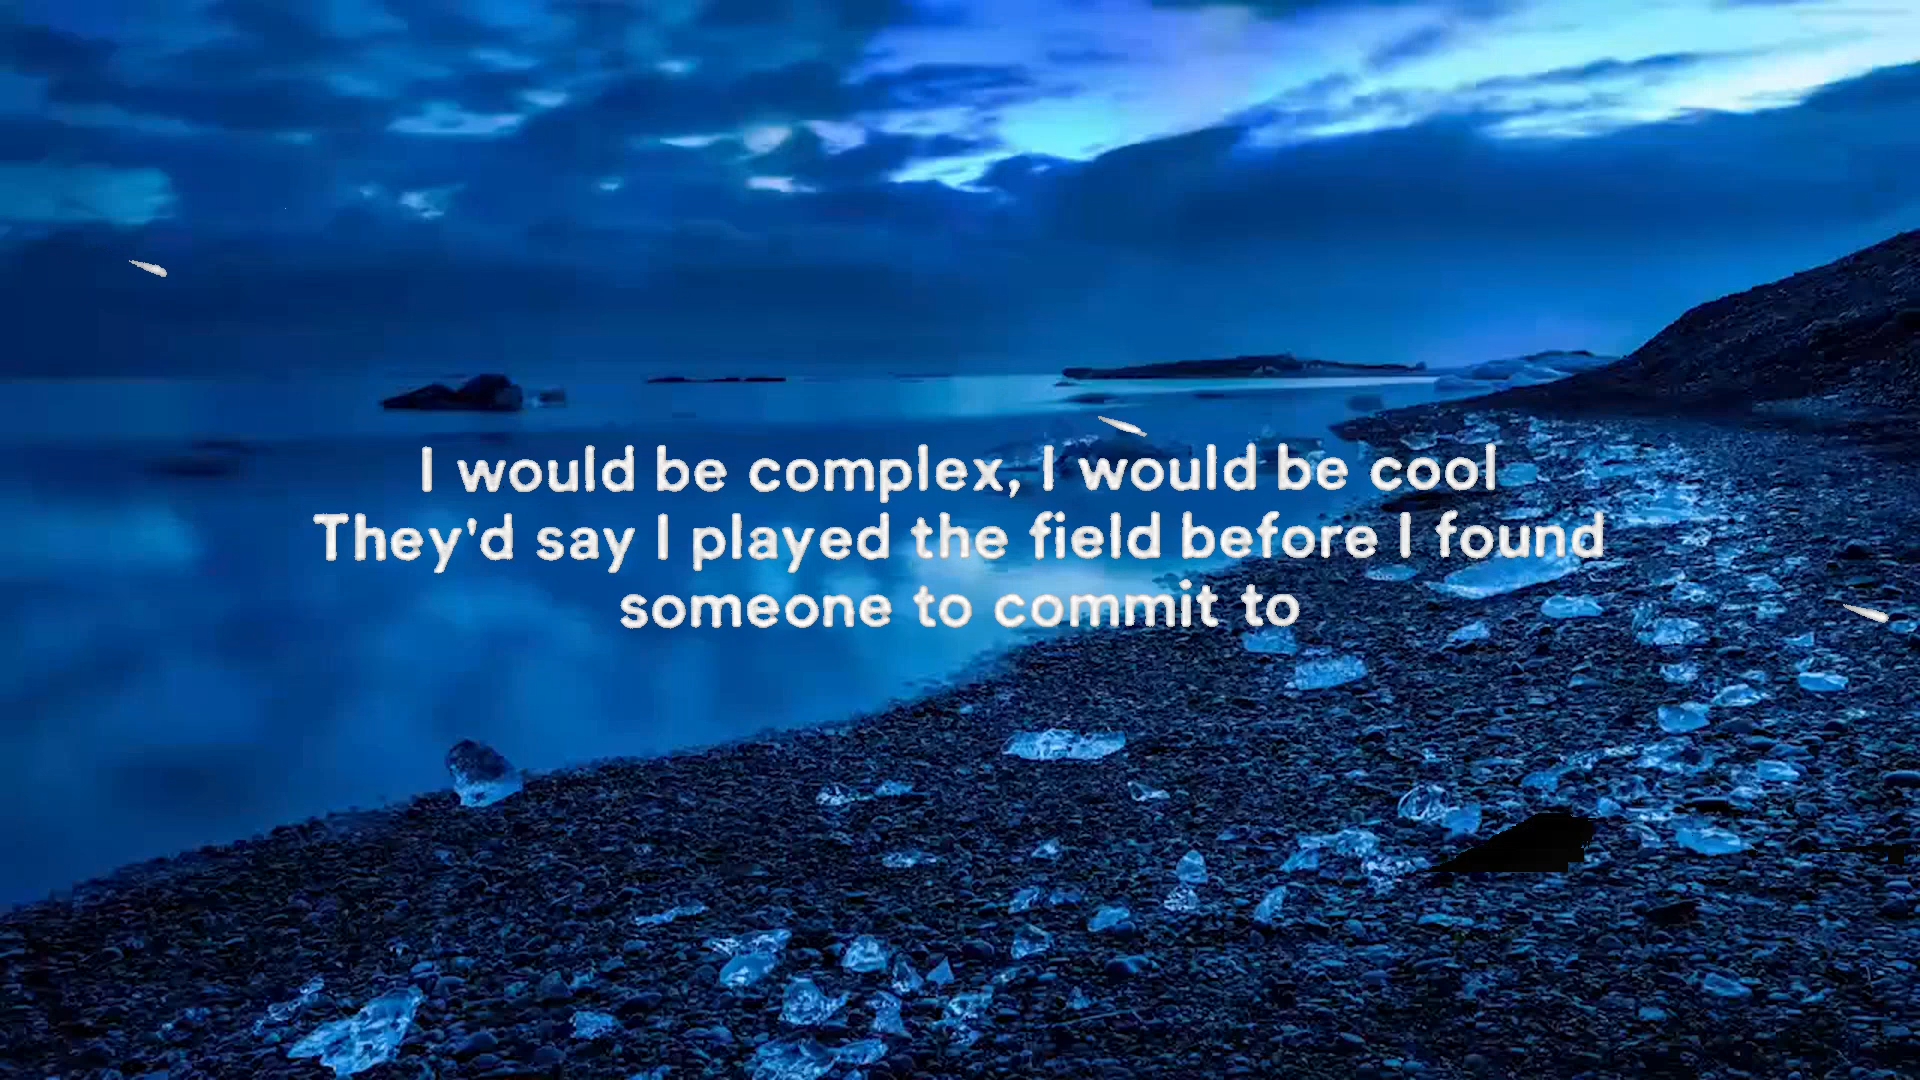 I would be complex, I would be cool
They'd say I played the field before I found
someone to commit to